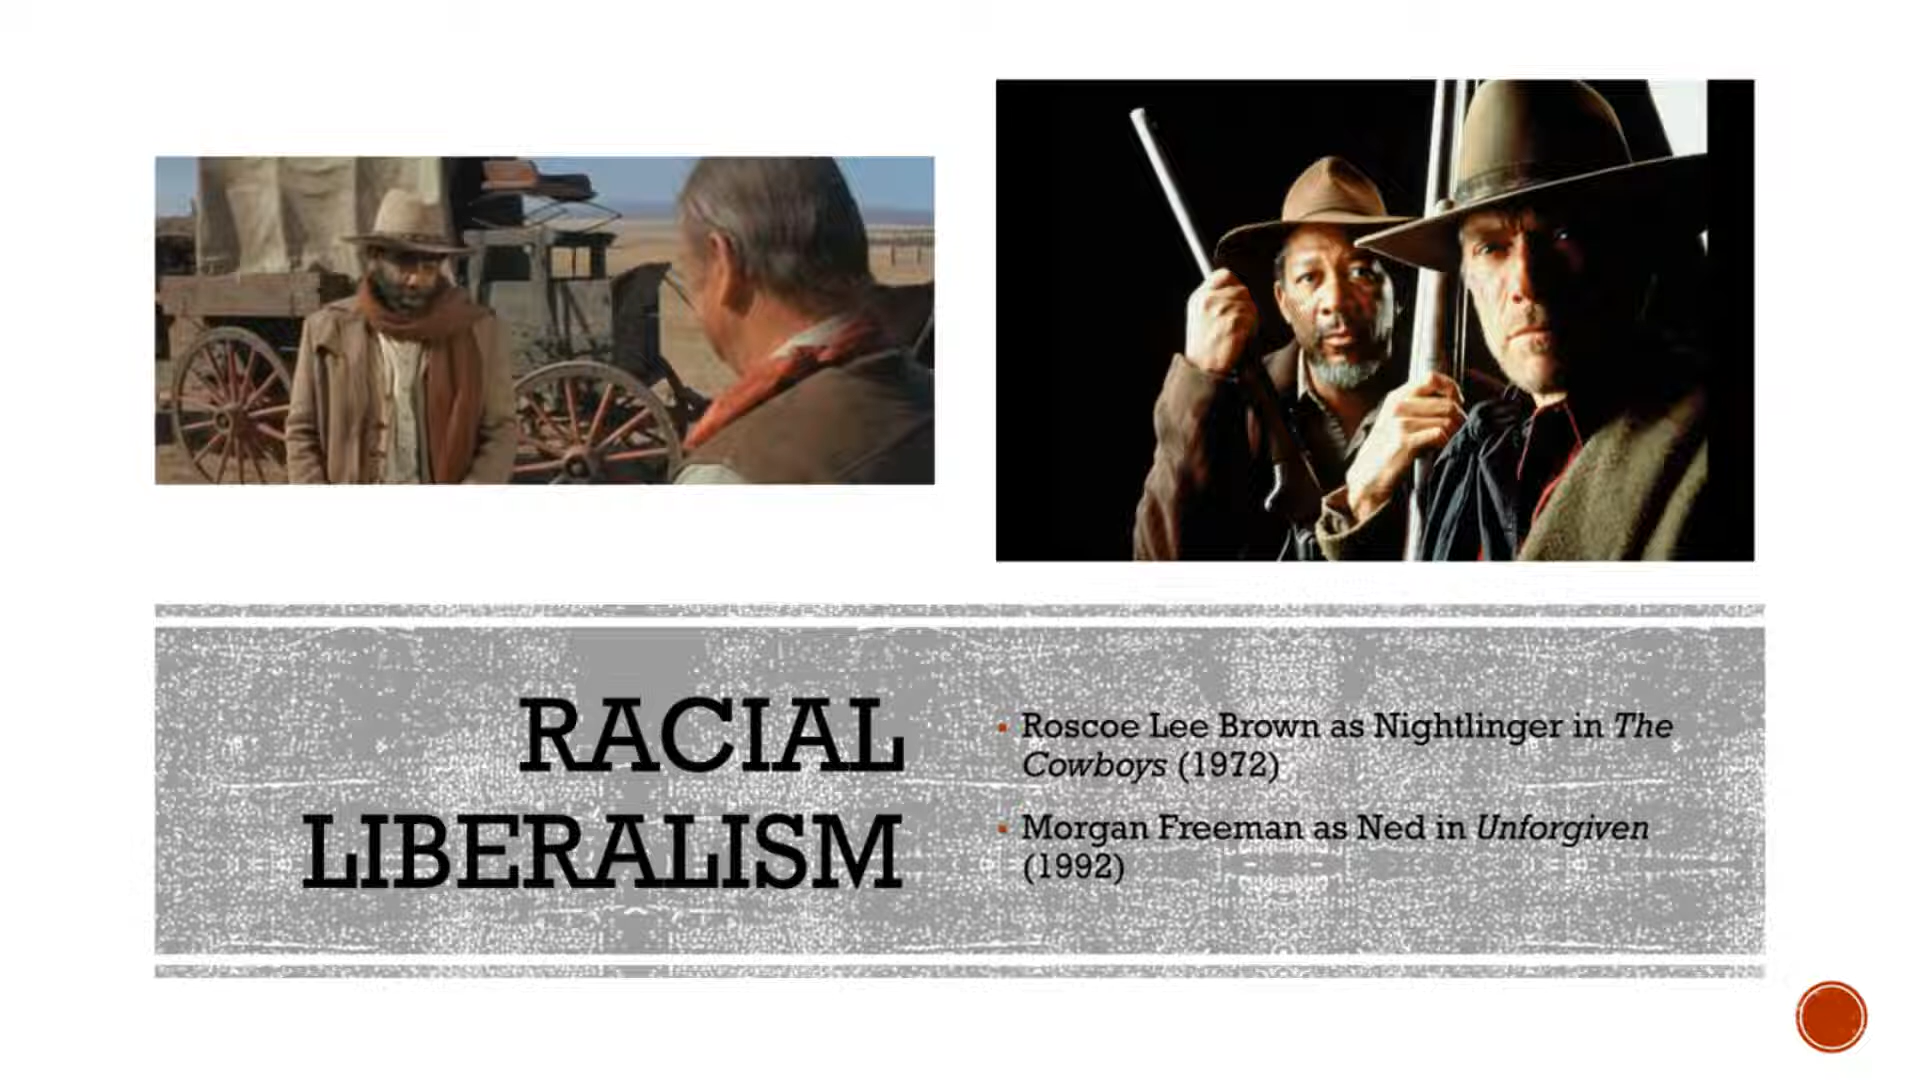 RACIAL
LIBERALISM
▪ Roscoe Lee Brown as Nightlinger in The
Cowboys (1972)
▪ Morgan Freeman as Ned in Unforgiven
(1992)